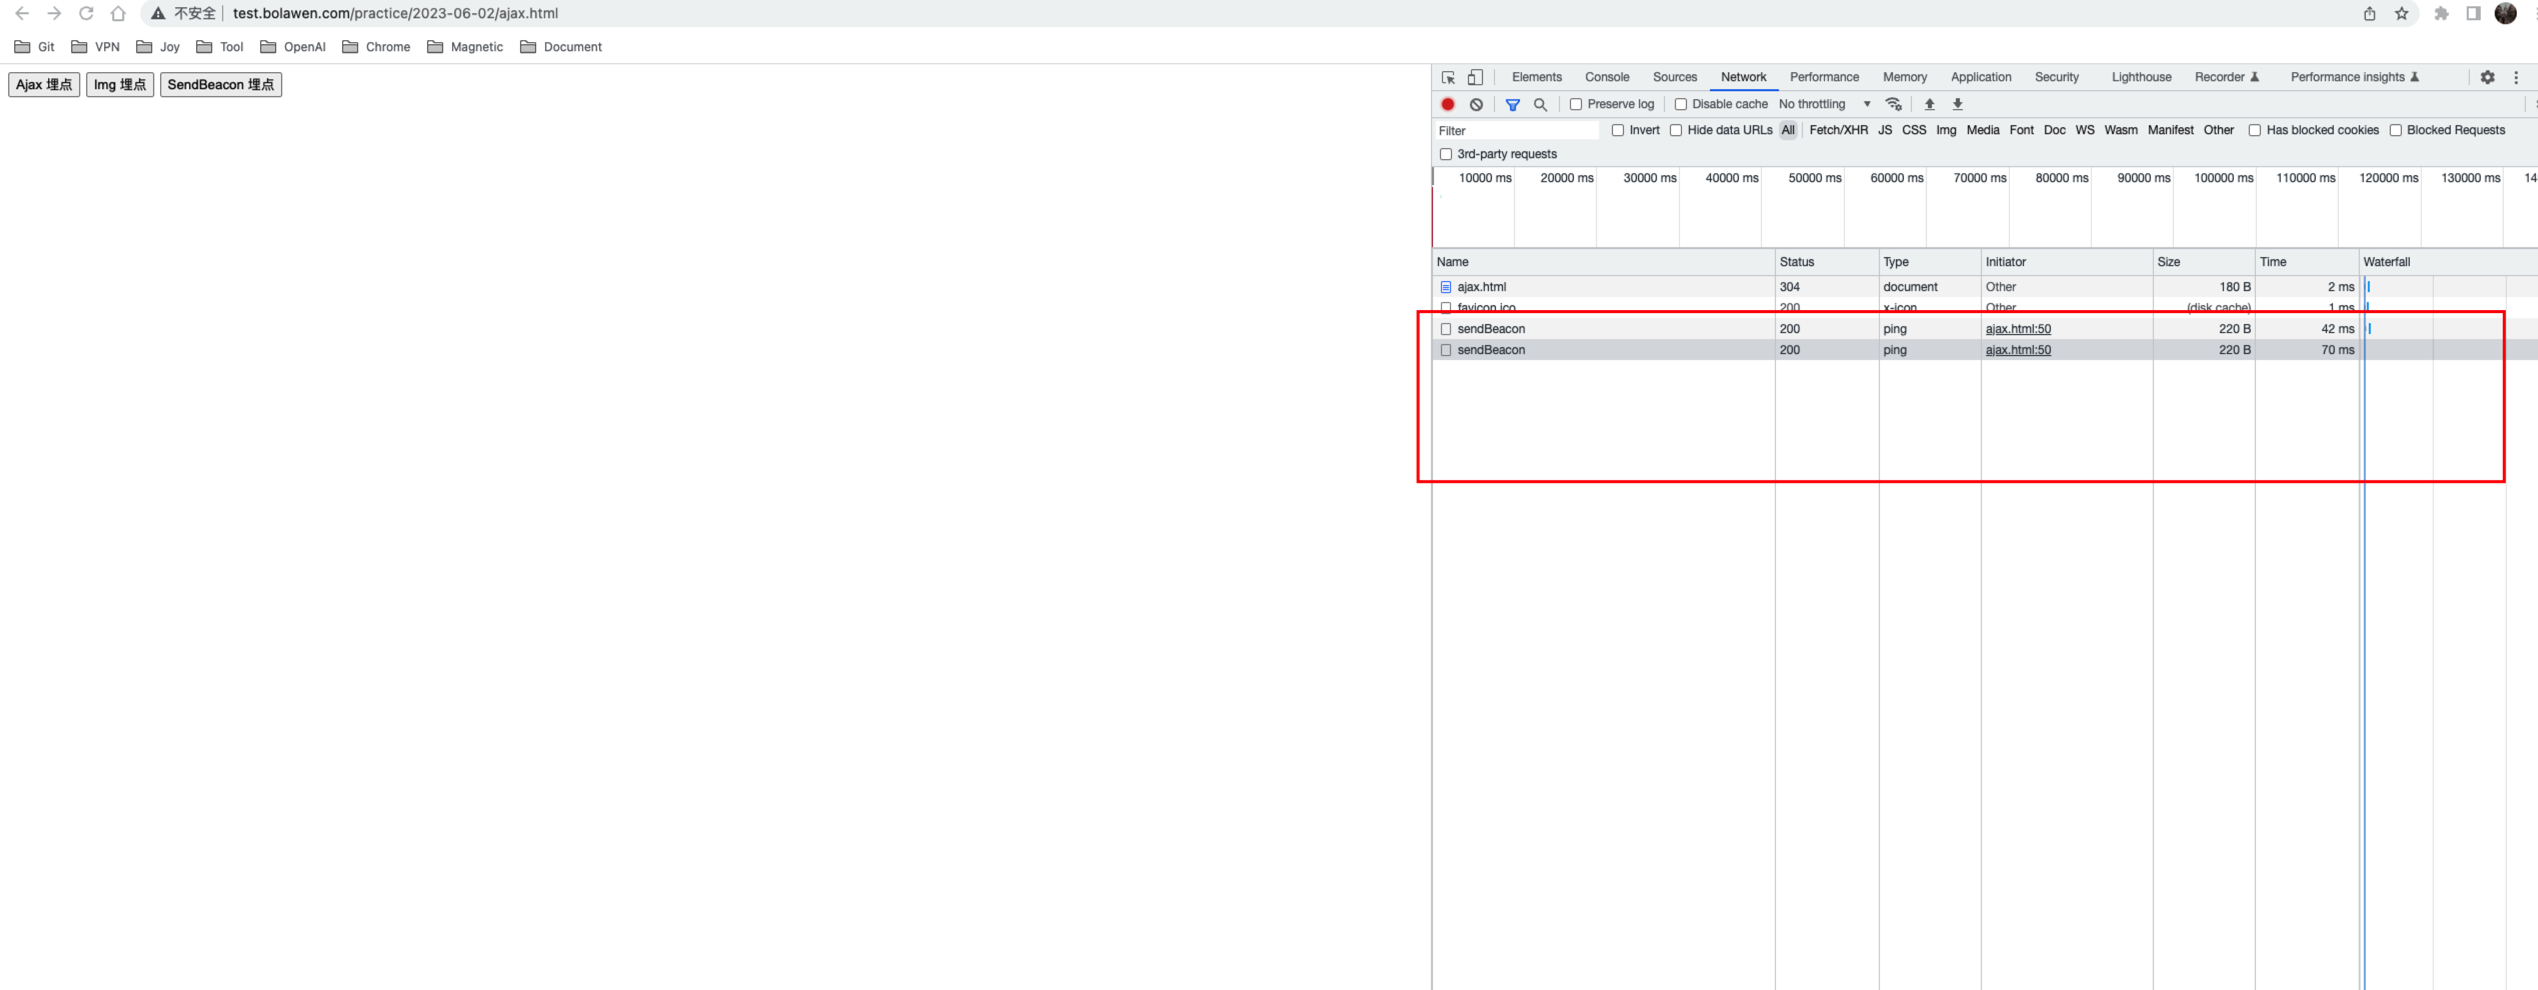 不安全 test.bolawen.com/practice/2023-06-02/ajax.html
Git VPN Joy Tool OpenAI Chrome Magnetic Document
Ajax 埋点 Img 埋点 SendBeacon 埋点
Elements Console Sources Network Performance Memory Application Security Lighthouse Recorder Performance insights
Preserve log Disable cache No throttling
Filter Invert Hide data URLs All Fetch/XHR JS CSS Img Media Font Doc WS Wasm Manifest Other Has blocked cookies Blocked Requests
3rd-party requests
10000 ms 20000 ms 30000 ms 40000 ms 50000 ms 60000 ms 70000 ms 80000 ms 90000 ms 100000 ms 110000 ms 120000 ms 130000 ms 14
Name Status Type Initiator Size Time Waterfall
ajax.html 304 document Other 180 B 2 ms
favicon.ico 200 x-icon Other (disk cache) 1 ms
sendBeacon 200 ping ajax.html:50 220 B 42 ms
sendBeacon 200 ping ajax.html:50 220 B 70 ms